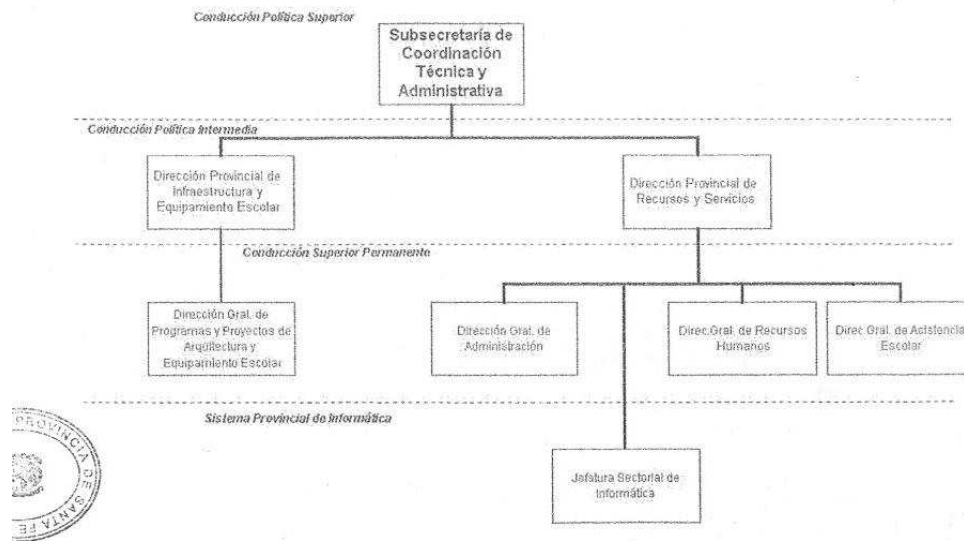 Conducción Política Superior
Subsecretaría de
Coordinación
Técnica y
Administrativa
Conducción Política Intermedia
Dirección Provincial de
Infraestructura y
Equipamiento Escolar
Dirección Provincial de
Recursos y Servicios
Conducción Superior Permanente
Dirección Gral. de
Programas y Proyectos de
Arquitectura y
Equipamiento Escolar
Dirección Gral. de
Administración
Direc.Gral. de Recursos
Humanos
Direc.Gral. de Asistencia
Escolar
Sistema Provincial de Informática
Jefatura Sectorial de
Informática
PROVINCIA DE SANTA FE